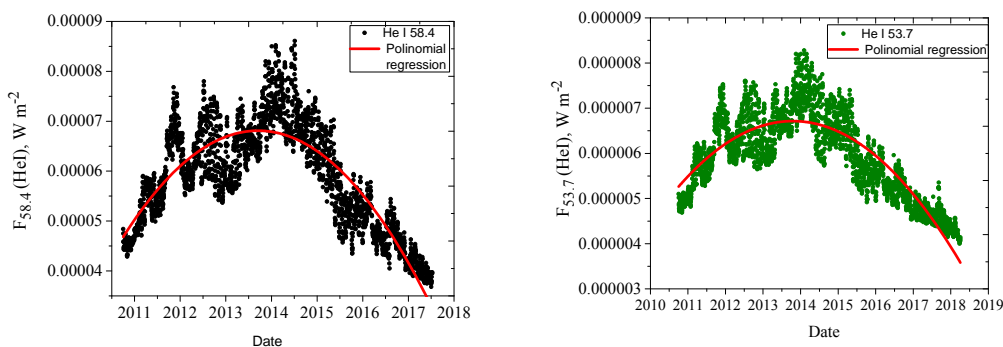 0.00009
0.00008
0.00007
0.00006
0.00005
0.00004
F58.4 (HeI), W m-2
He I 58.4
Polinomial
regression
2011 2012 2013 2014 2015 2016 2017 2018
Date
0.000009
0.000008
0.000007
0.000006
0.000005
0.000004
0.000003
F53.7 (HeI), W m-2
He I 53.7
Polinomial regression
2010 2011 2012 2013 2014 2015 2016 2017 2018 2019
Date